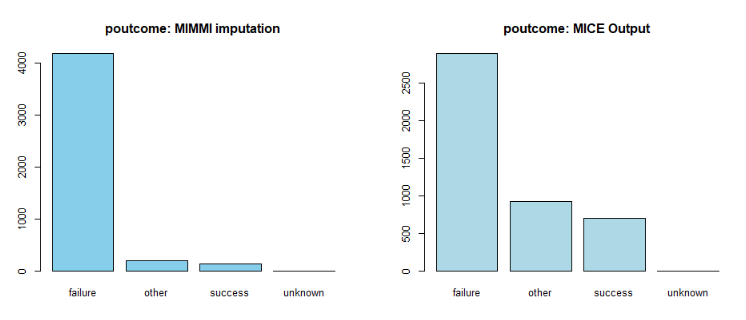 poutcome: MIMMI imputation
4000
3000
2000
1000
0
failure other success unknown
poutcome: MICE Output
2500
2000
1500
1000
500
0
failure other success unknown